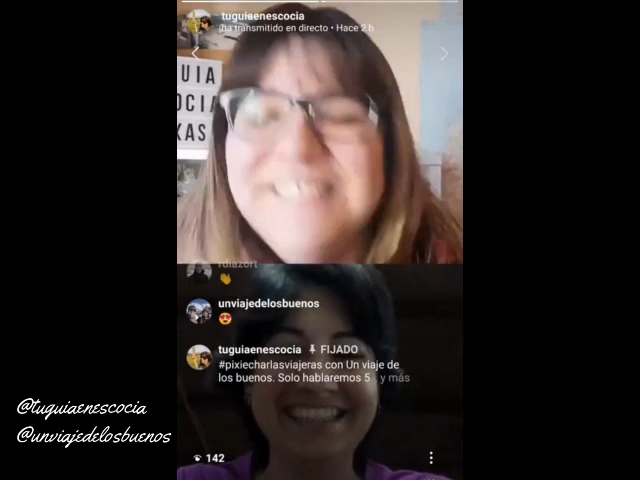 tuguiaenescocia
ha transmitido en directo • Hace 2 h
UIA
OCIA
KAS
rdiazort
👏
unviajedelosbuenos
😍
tuguiaenescocia 📌 FIJADO
#pixiecharlasviajeras con Un viaje de
los buenos. Solo hablaremos 5 y más
142
@tuguiaenescocia
@unviajedelosbuenos